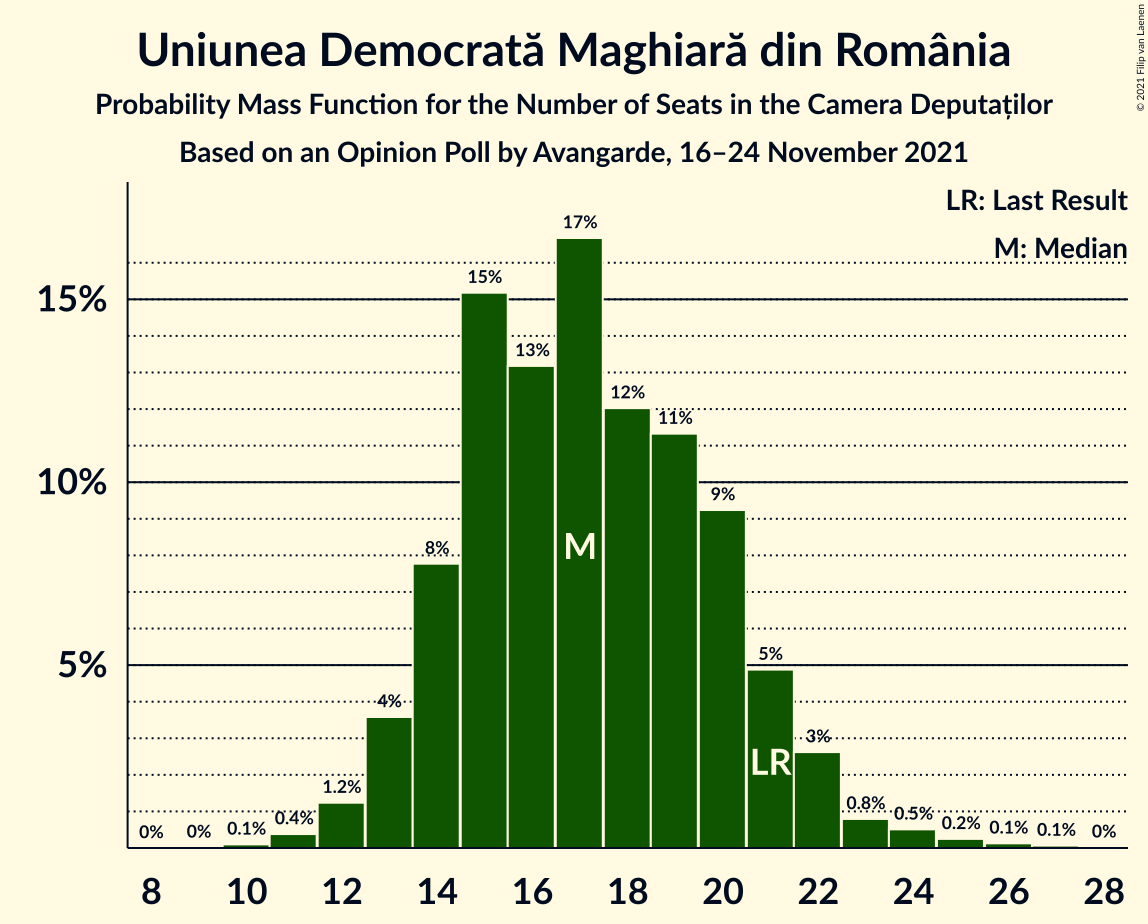 Uniunea Democrată Maghiară din România
Probability Mass Function for the Number of Seats in the Camera Deputaților
Based on an Opinion Poll by Avangarde, 16–24 November 2021
© 2021 Filip van Laenen
LR: Last Result
M: Median
15%
10%
5%
0%
0%
0.1%
0.4%
1.2%
4%
8%
15%
13%
17%
12%
11%
9%
5%
3%
0.8%
0.5%
0.2%
0.1%
0.1%
0%
M
LR
8 10 12 14 16 18 20 22 24 26 28